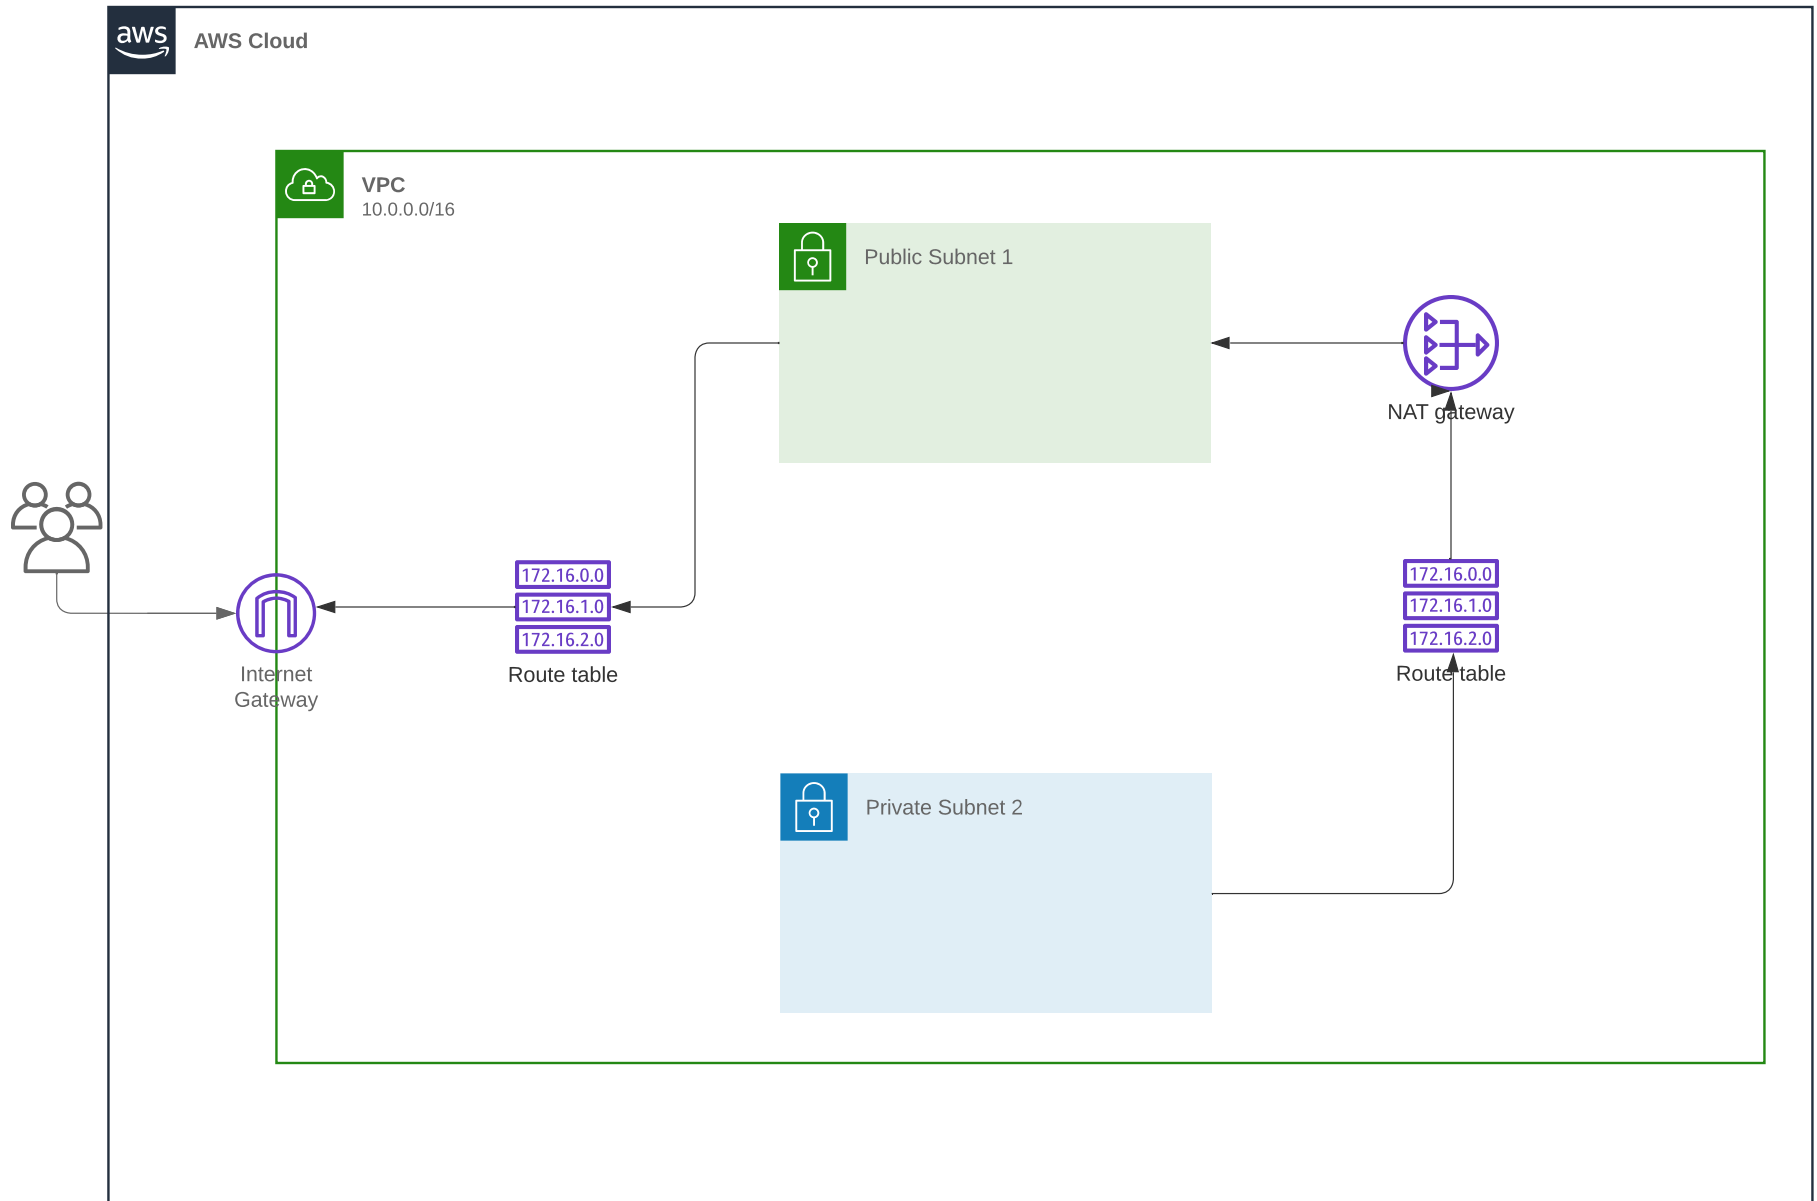 aws
AWS Cloud
VPC
10.0.0.0/16
Public Subnet 1
NAT gateway
172.16.0.0
172.16.1.0
172.16.2.0
Route table
172.16.0.0
172.16.1.0
172.16.2.0
Route table
Internet
Gateway
Private Subnet 2